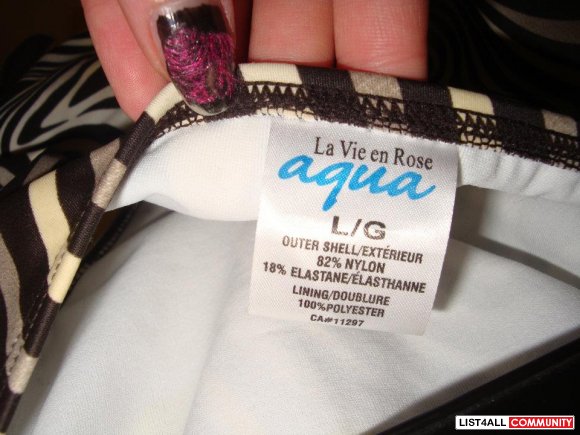 La Vie en Rose
aqua
L/G
OUTER SHELL/EXTÉRIEUR
82% NYLON
18% ELASTANE/ÉLASTHANNE
LINING/DOUBLURE
100%POLYESTER
CA#11297
LIST4ALL COMMUNITY